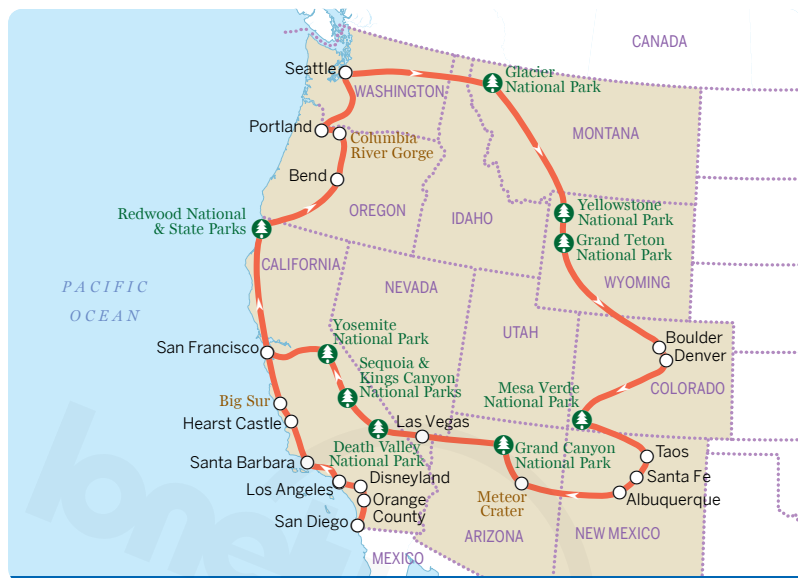 CANADA
Seattle
Glacier
National Park
WASHINGTON
Portland
Columbia
River Gorge
MONTANA
Bend
Redwood National
& State Parks
OREGON
IDAHO
Yellowstone
National Park
Grand Teton
National Park
CALIFORNIA
WYOMING
NEVADA
PACIFIC
OCEAN
UTAH
San Francisco
Yosemite
National Park
Boulder
Denver
Sequoia &
Kings Canyon
National Parks
Mesa Verde
National Park
COLORADO
Big Sur
Hearst Castle
Las Vegas
Death Valley
National Park
Grand Canyon
National Park
Taos
Santa Barbara
Santa Fe
Los Angeles
Disneyland
Orange
County
Meteor
Crater
Albuquerque
San Diego
ARIZONA
NEW MEXICO
MEXICO
lonel